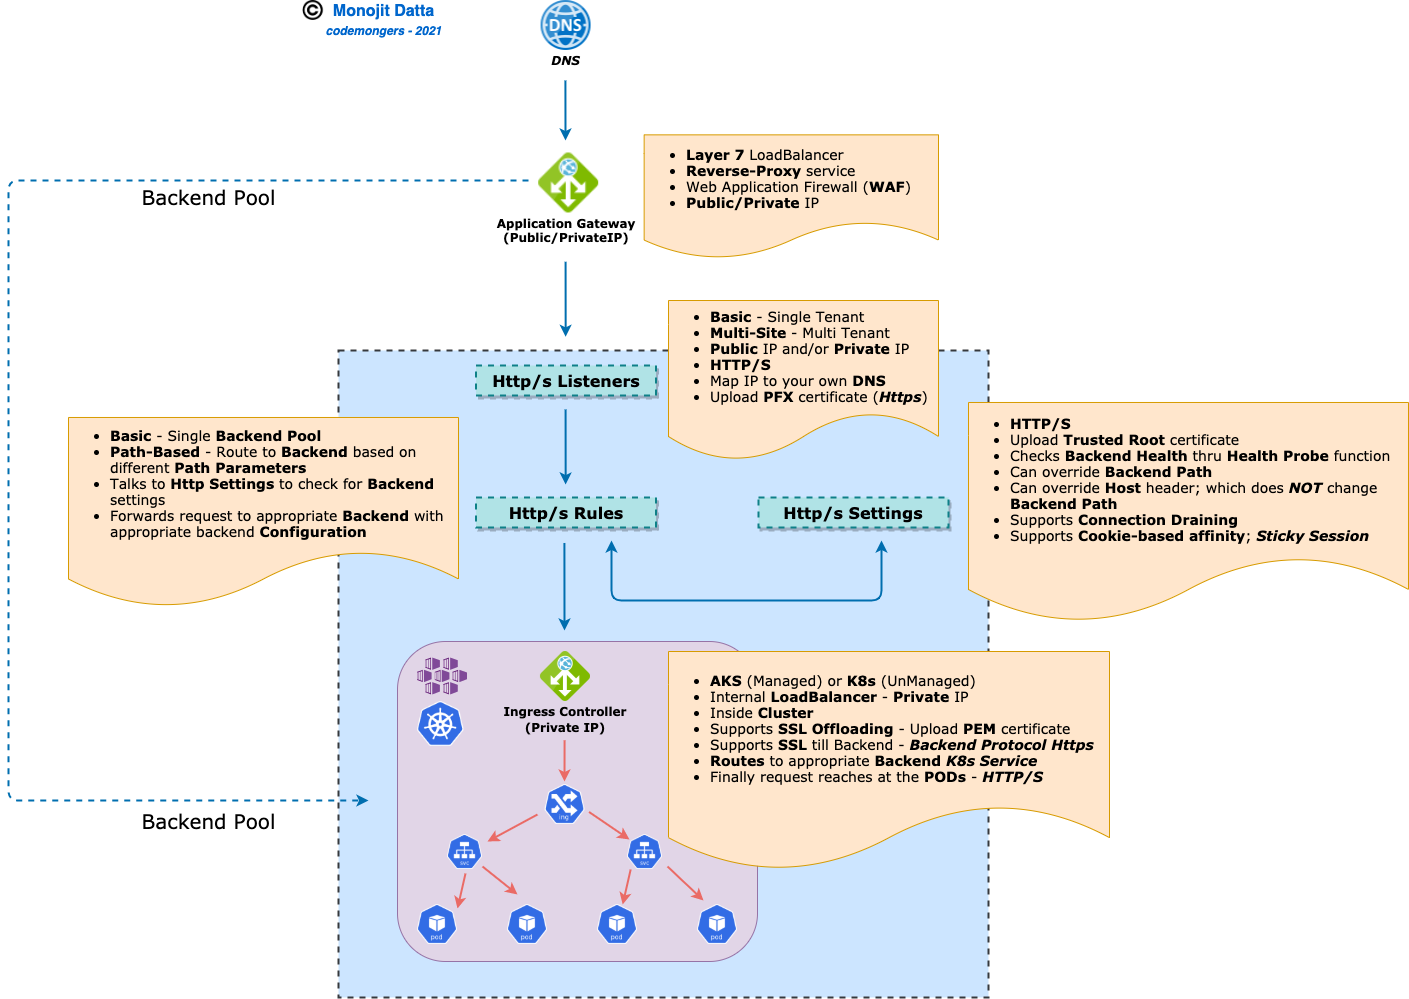 © Monojit Datta
codemongers - 2021
DNS
DNS
Backend Pool
Application Gateway
(Public/PrivateIP)
• Layer 7 LoadBalancer
• Reverse-Proxy service
• Web Application Firewall (WAF)
• Public/Private IP
• Basic - Single Tenant
• Multi-Site - Multi Tenant
• Public IP and/or Private IP
• HTTP/S
• Map IP to your own DNS
• Upload PFX certificate (Https)
Http/s Listeners
• Basic - Single Backend Pool
• Path-Based - Route to Backend based on
different Path Parameters
• Talks to Http Settings to check for Backend
settings
• Forwards request to appropriate Backend with
appropriate backend Configuration
Http/s Rules
Http/s Settings
• HTTP/S
• Upload Trusted Root certificate
• Checks Backend Health thru Health Probe function
• Can override Backend Path
• Can override Host header; which does NOT change
Backend Path
• Supports Connection Draining
• Supports Cookie-based affinity; Sticky Session
Ingress Controller
(Private IP)
• AKS (Managed) or K8s (UnManaged)
• Internal LoadBalancer - Private IP
• Inside Cluster
• Supports SSL Offloading - Upload PEM certificate
• Supports SSL till Backend - Backend Protocol Https
• Routes to appropriate Backend K8s Service
• Finally request reaches at the PODs - HTTP/S
Backend Pool
ing
svc
svc
pod
pod
pod
pod